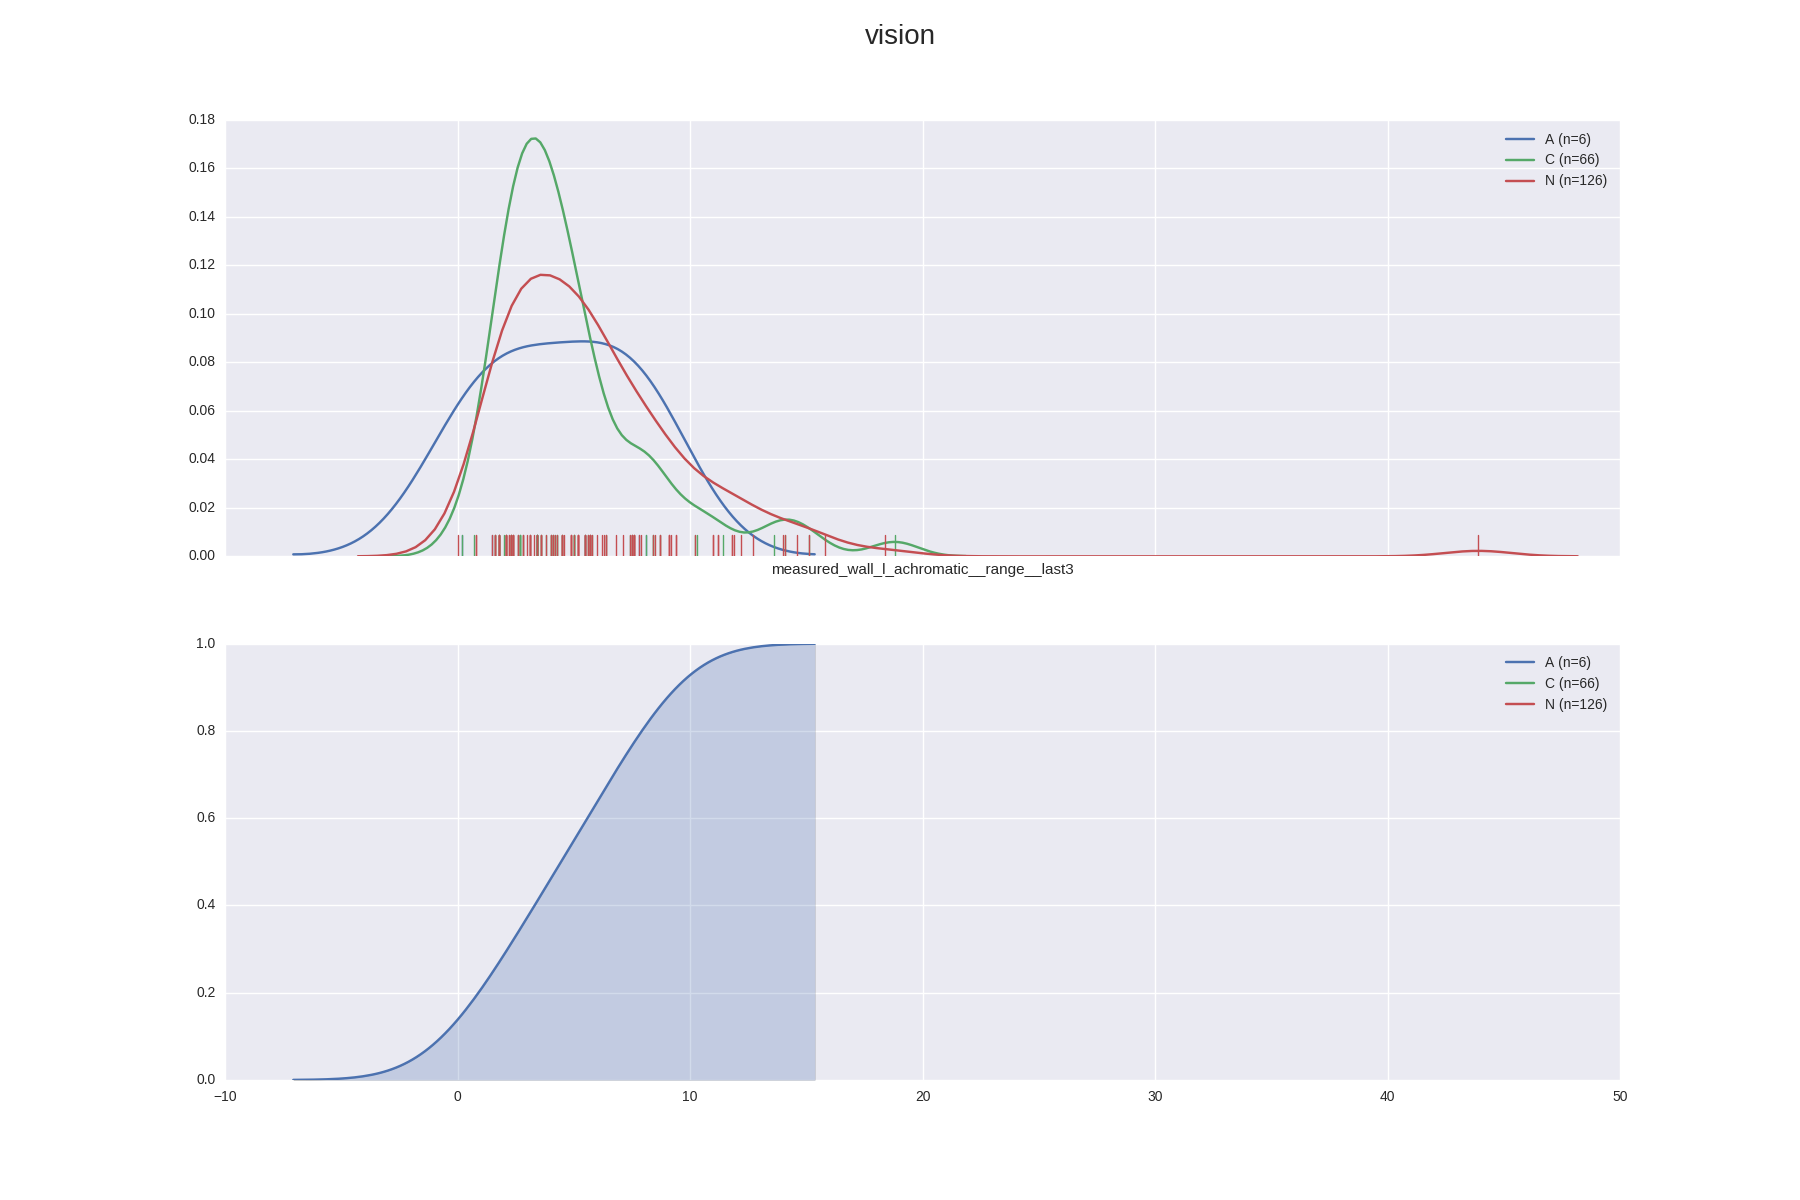 vision
0.18
0.16
0.14
0.12
0.10
0.08
0.06
0.04
0.02
0.00
A (n=6)
C (n=66)
N (n=126)
measured_wall_l_achromatic__range__last3
1.0
0.8
0.6
0.4
0.2
0.0
A (n=6)
C (n=66)
N (n=126)
−10 0 10 20 30 40 50